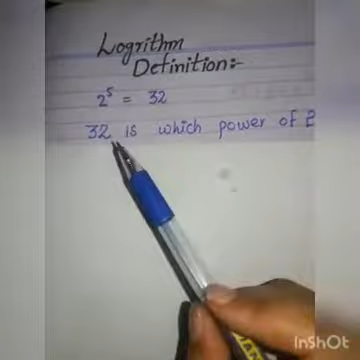 Logrithm
Definition:-
2⁵ = 32
32 is which power of
InShOt